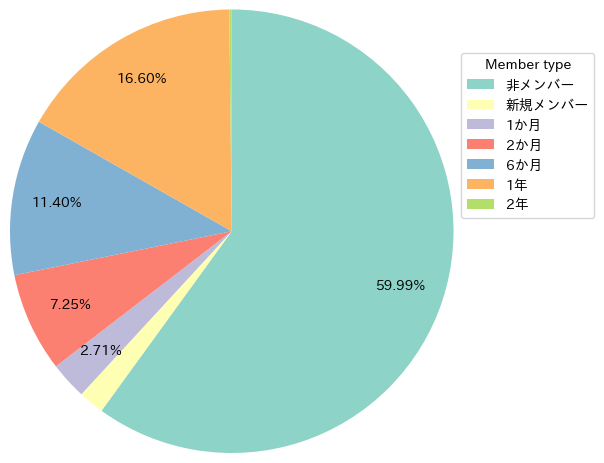 16.60%
11.40%
7.25%
2.71%
59.99%
Member type
非メンバー
新規メンバー
1か月
2か月
6か月
1年
2年